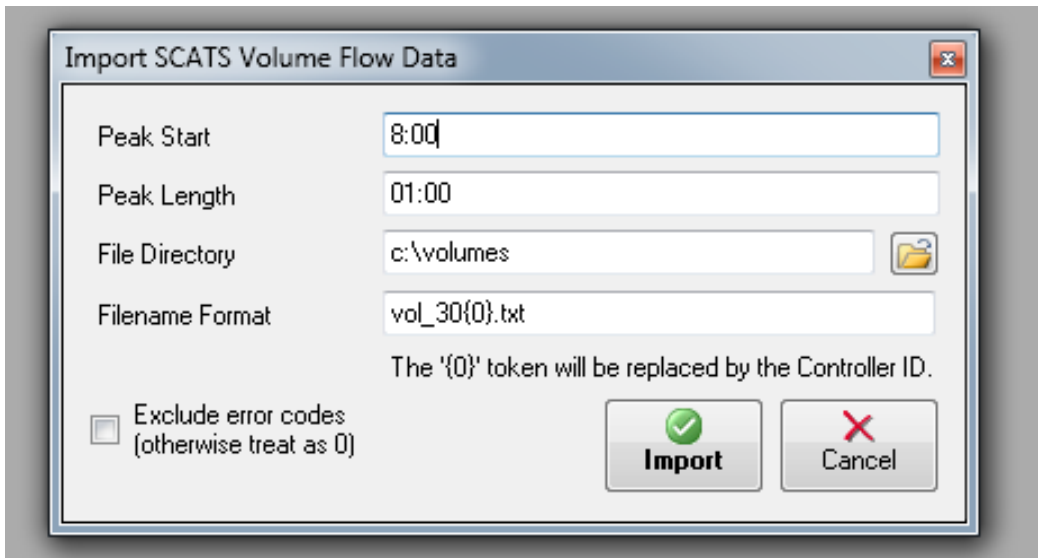 Import SCATS Volume Flow Data
Peak Start 8:00
Peak Length 01:00
File Directory c:\volumes
Filename Format vol_30{0}.txt
The '{0}' token will be replaced by the Controller ID.
Exclude error codes
(otherwise treat as 0)
Import
Cancel